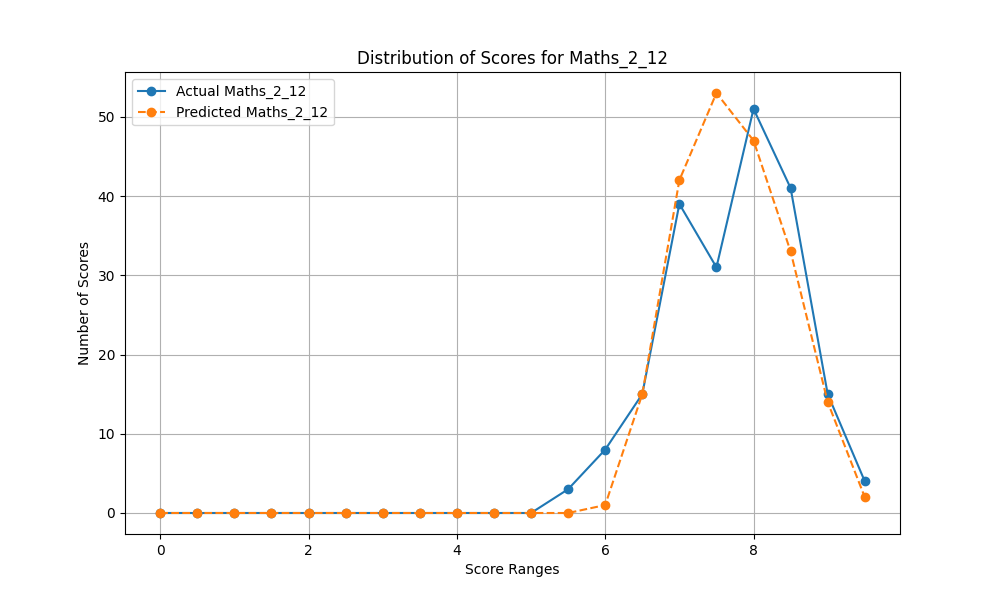 Distribution of Scores for Maths_2_12
Actual Maths_2_12
Predicted Maths_2_12
Number of Scores
50
40
30
20
10
0
0 2 4 6 8
Score Ranges